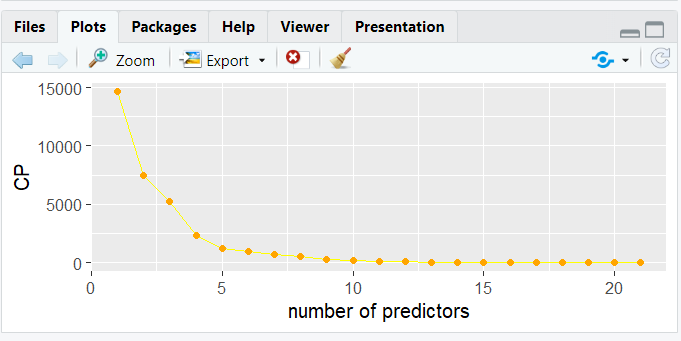 Files Plots Packages Help Viewer Presentation
Zoom Export
15000
10000
5000
0
CP
0 5 10 15 20
number of predictors